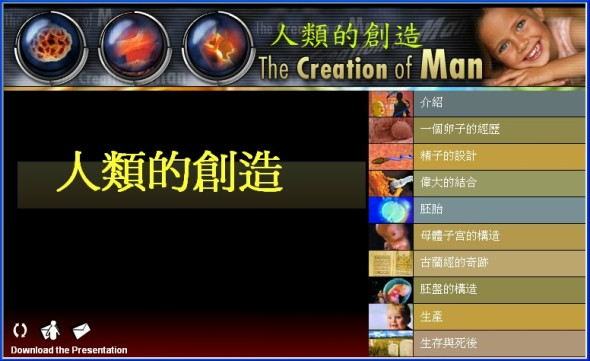 人類的創造
The Creation of Man
人類的創造
介紹
一個卵子的經歷
精子的設計
偉大的結合
胚胎
母體子宮的構造
古蘭經的奇跡
胚盤的構造
生產
生存與死後
Download the Presentation